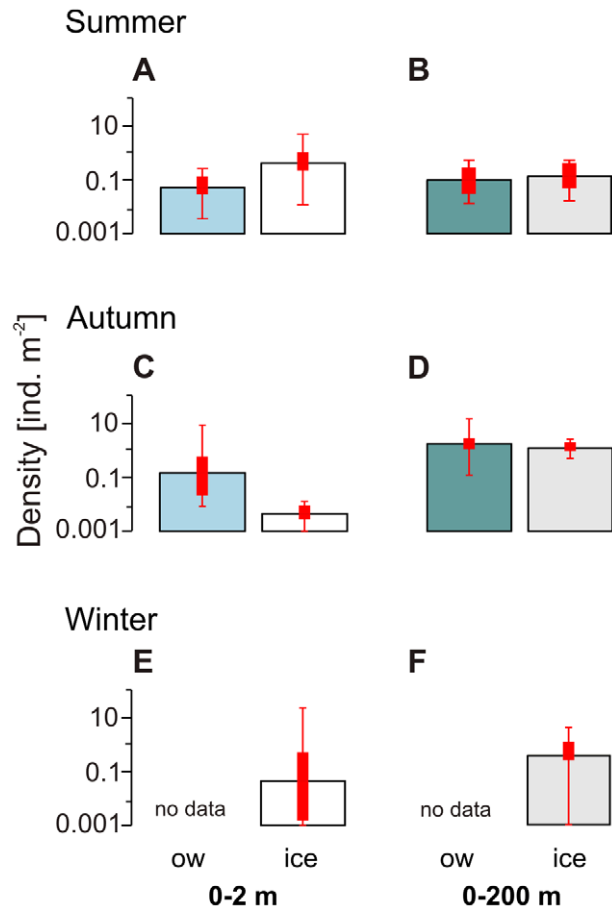 Summer
A
B
10
0.1
0.001
Autumn
C
D
10
0.1
0.001
Density [ind. m⁻²]
Winter
E
F
10
0.1
0.001
no data
no data
ow
ice
ow
ice
0-2 m
0-200 m